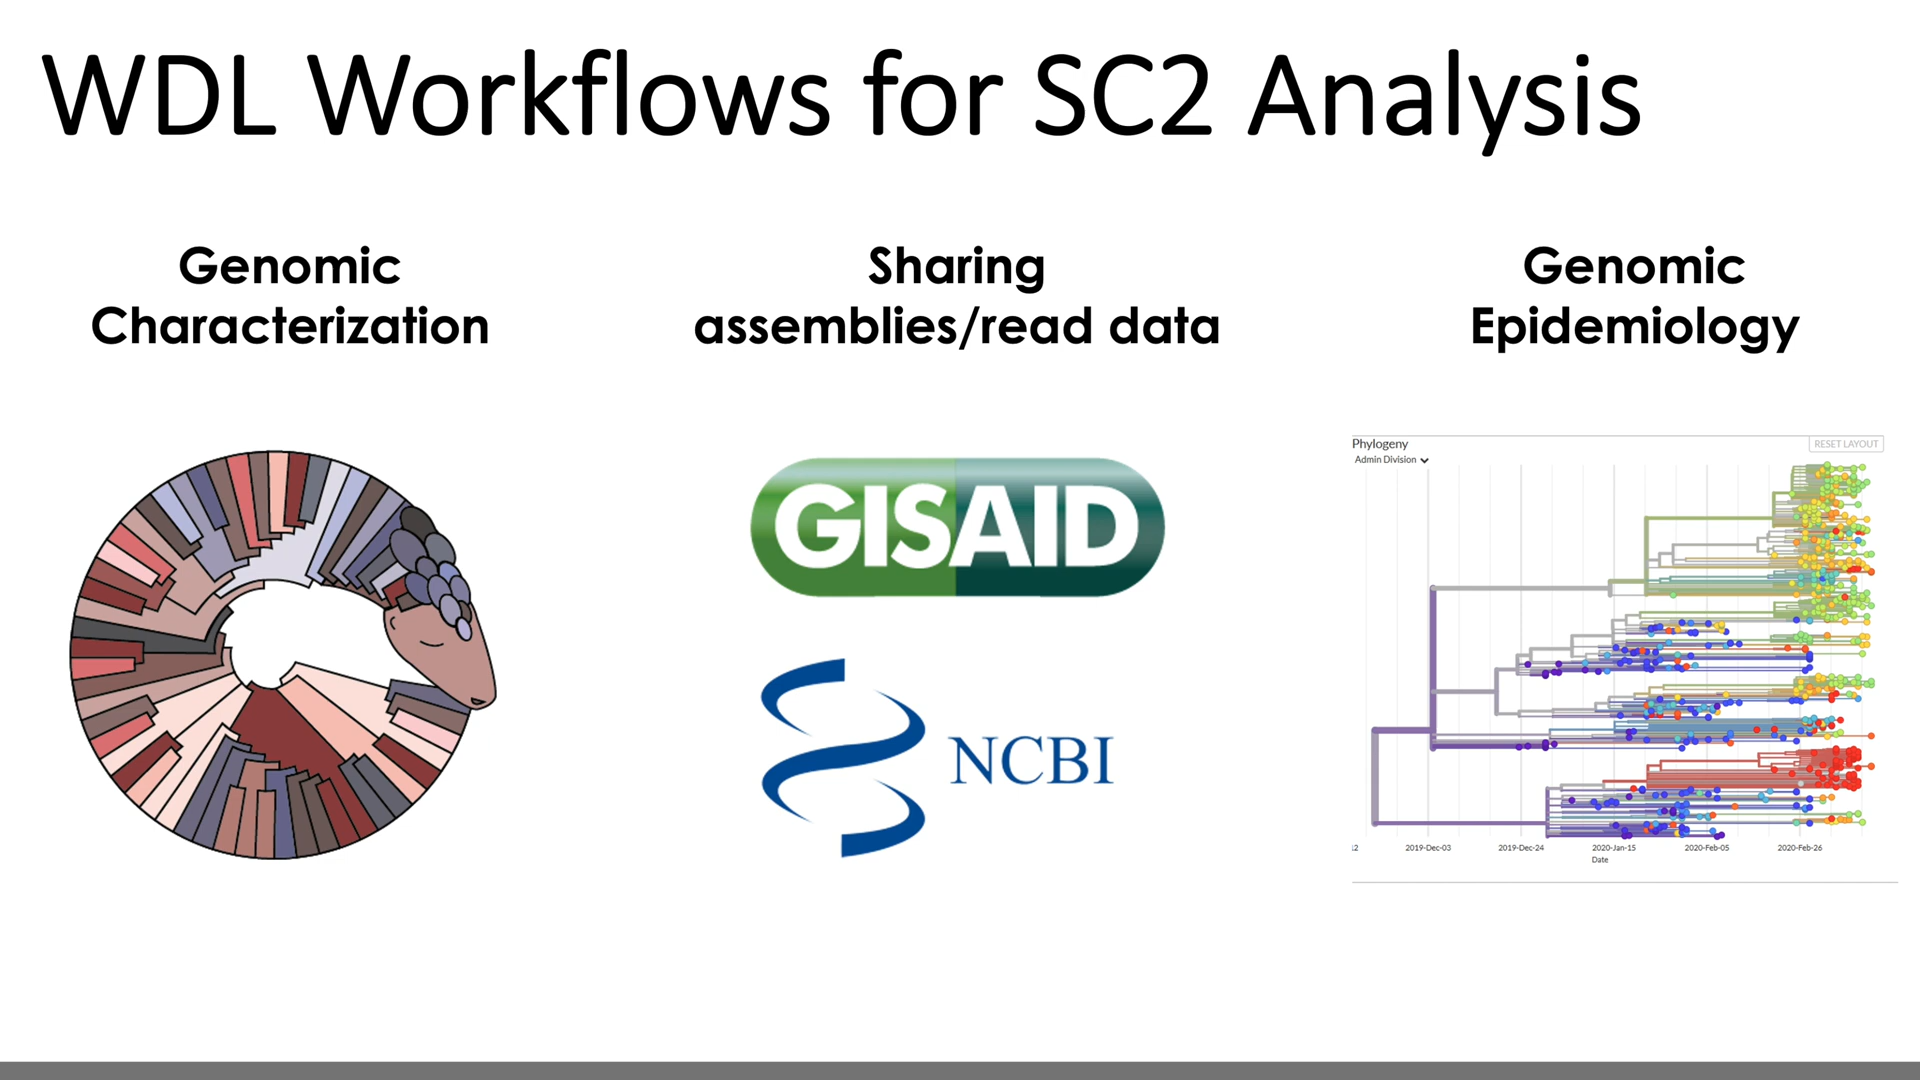 WDL Workflows for SC2 Analysis
Genomic
Characterization
Sharing
assemblies/read data
Genomic
Epidemiology
GISAID
NCBI
Phylogeny
RESET LAYOUT
Admin Division
12
2019-Dec-03
2019-Dec-24
2020-Jan-15
2020-Feb-05
2020-Feb-26
Date